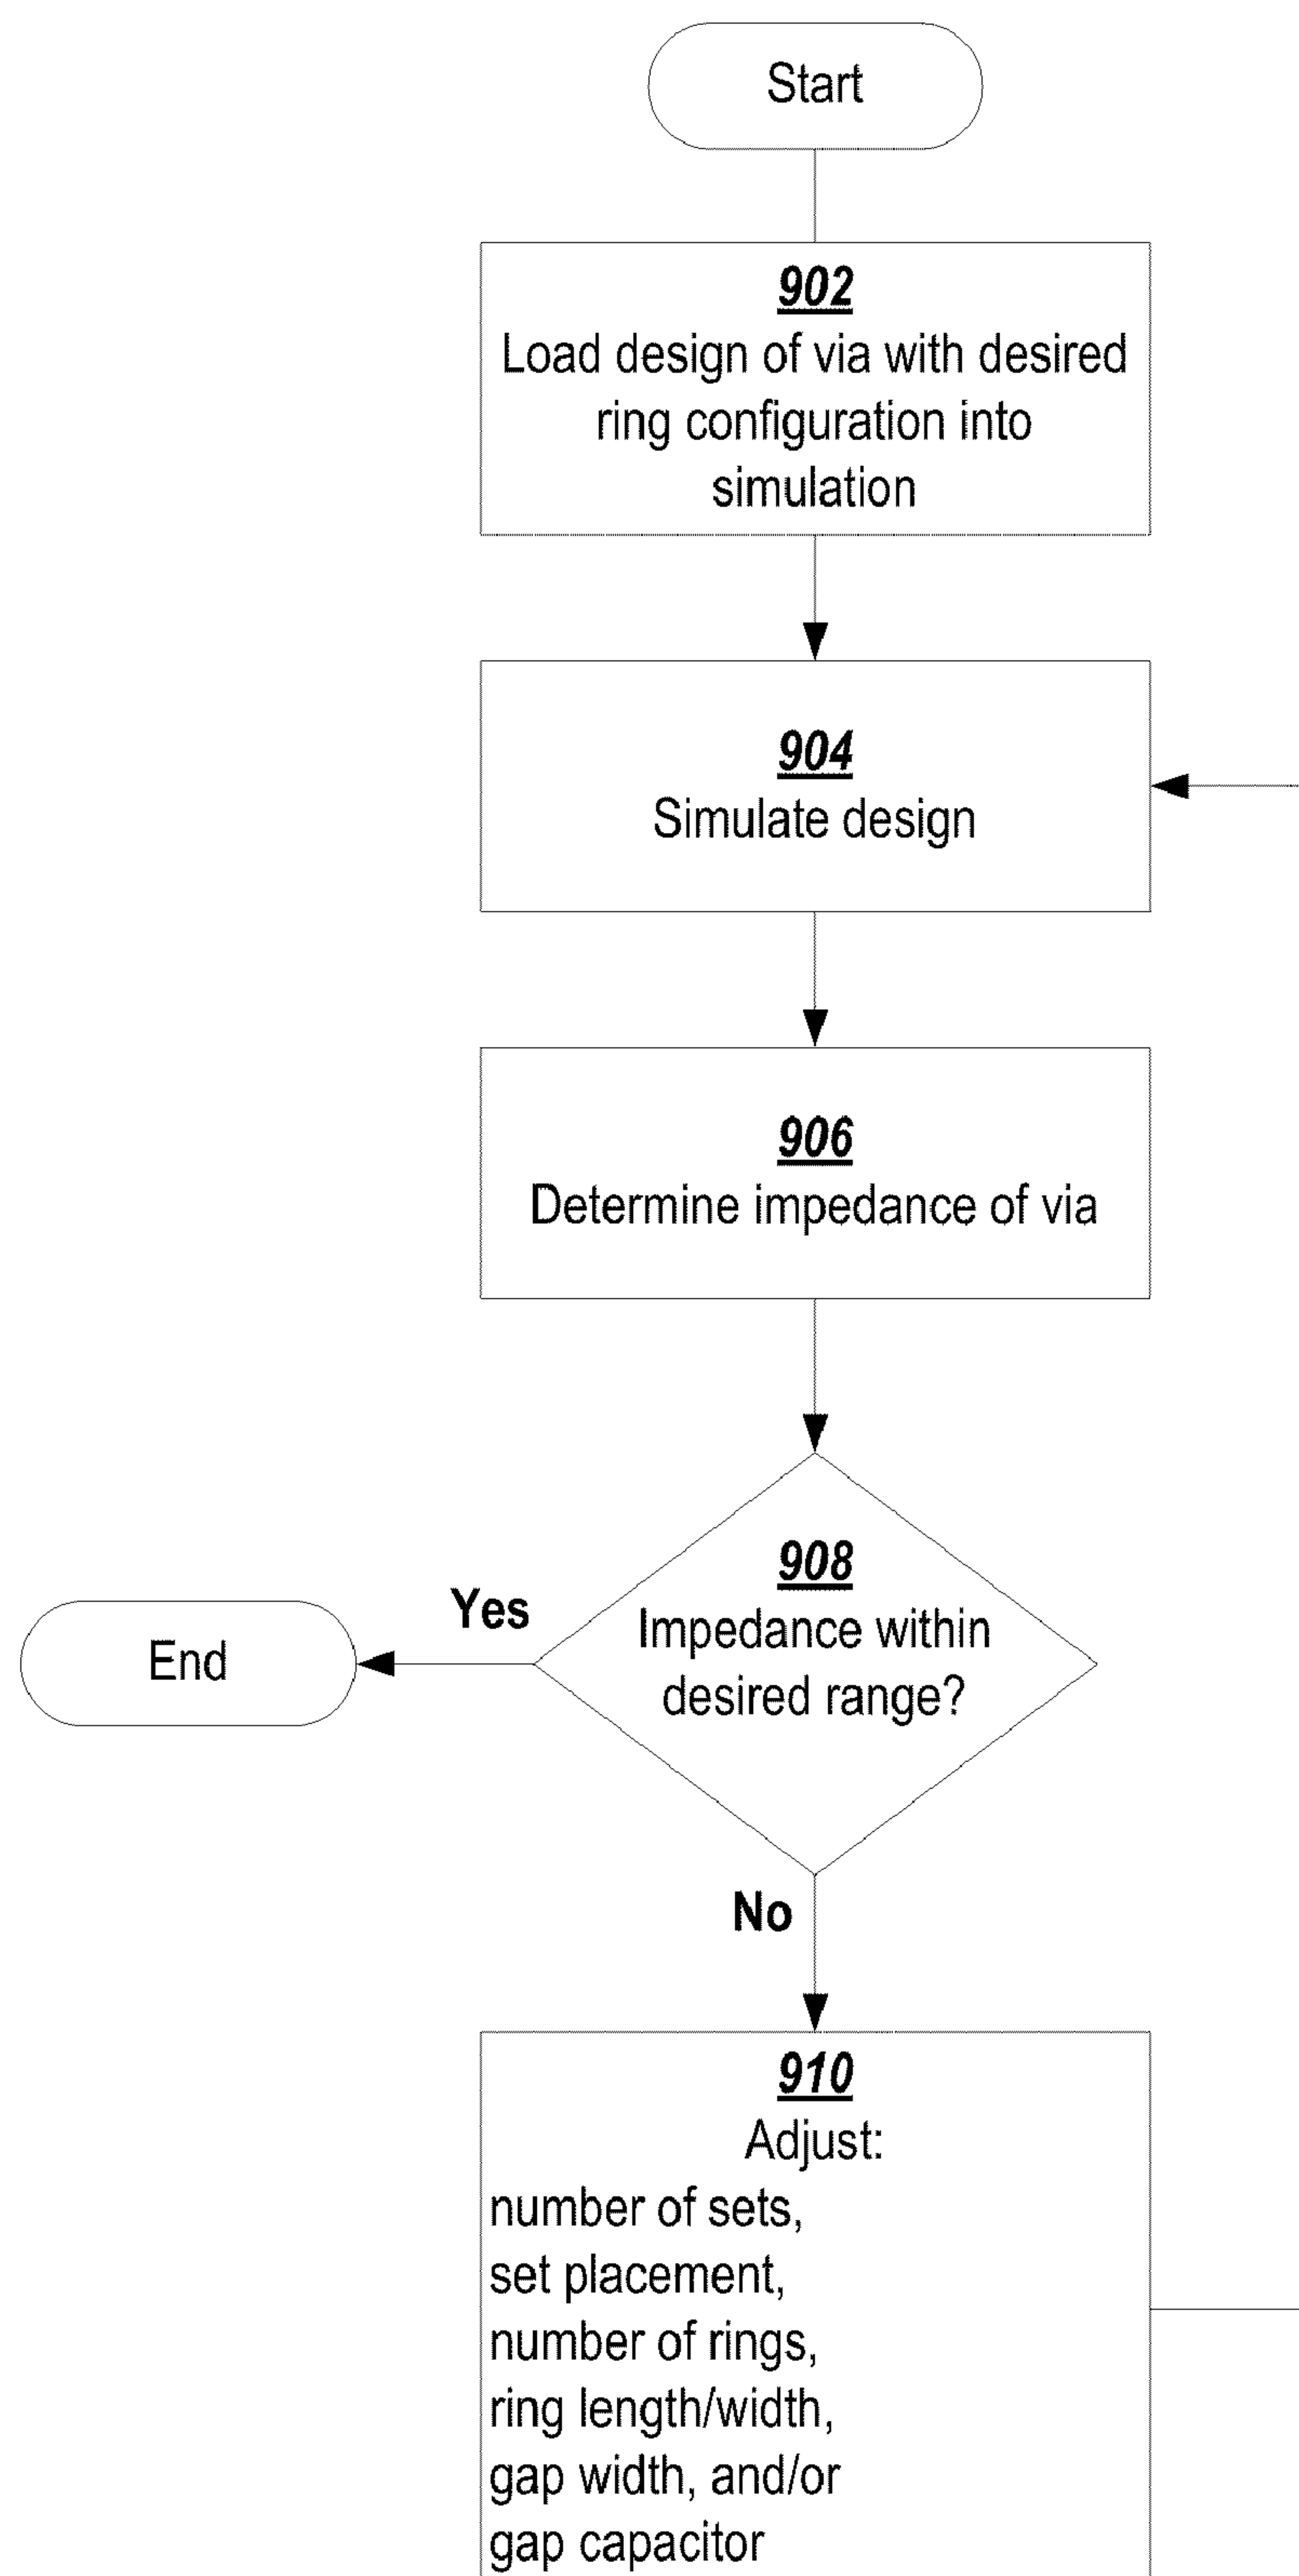 Start
902
Load design of via with desired
ring configuration into
simulation
904
Simulate design
906
Determine impedance of via
908
Impedance within
desired range?
Yes
End
No
910
Adjust:
number of sets,
set placement,
number of rings,
ring length/width,
gap width, and/or
gap capacitor